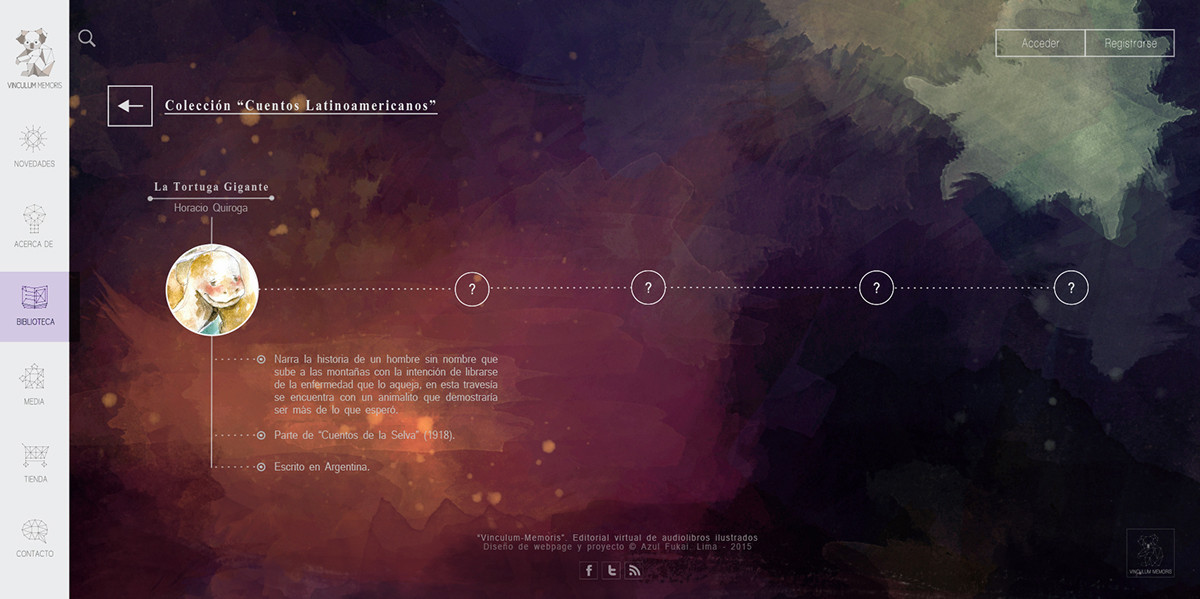 VINCULUM MEMORIS
NOVEDADES
ACERCA DE
BIBLIOTECA
MEDIA
TIENDA
CONTACTO
Acceder
Registrarse
Colección “Cuentos Latinoamericanos”
La Tortuga Gigante
Horacio Quiroga
?
?
?
?
Narra la historia de un hombre sin nombre que
sube a las montañas con la intención de librarse
de la enfermedad que lo aqueja, en esta travesía
se encuentra con un animalito que demostraría
ser más de lo que esperó.
Parte de “Cuentos de la Selva” (1918).
Escrito en Argentina.
“Vinculum-Memoris”. Editorial virtual de audiolibros ilustrados
Diseño de webpage y proyecto © Azul Fukai. Lima - 2015
VINCULUM MEMORIS